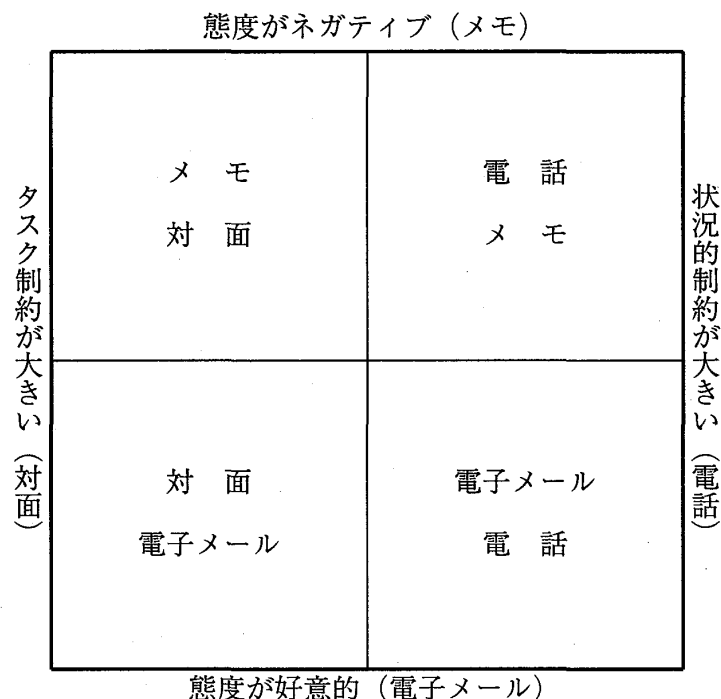 態度がネガティブ（メモ）
タスク制約が大きい（対面）
メ　モ
対　面
電　話
メ　モ
状況的制約が大きい（電話）
対　面
電子メール
電子メール
電　話
態度が好意的（電子メール）